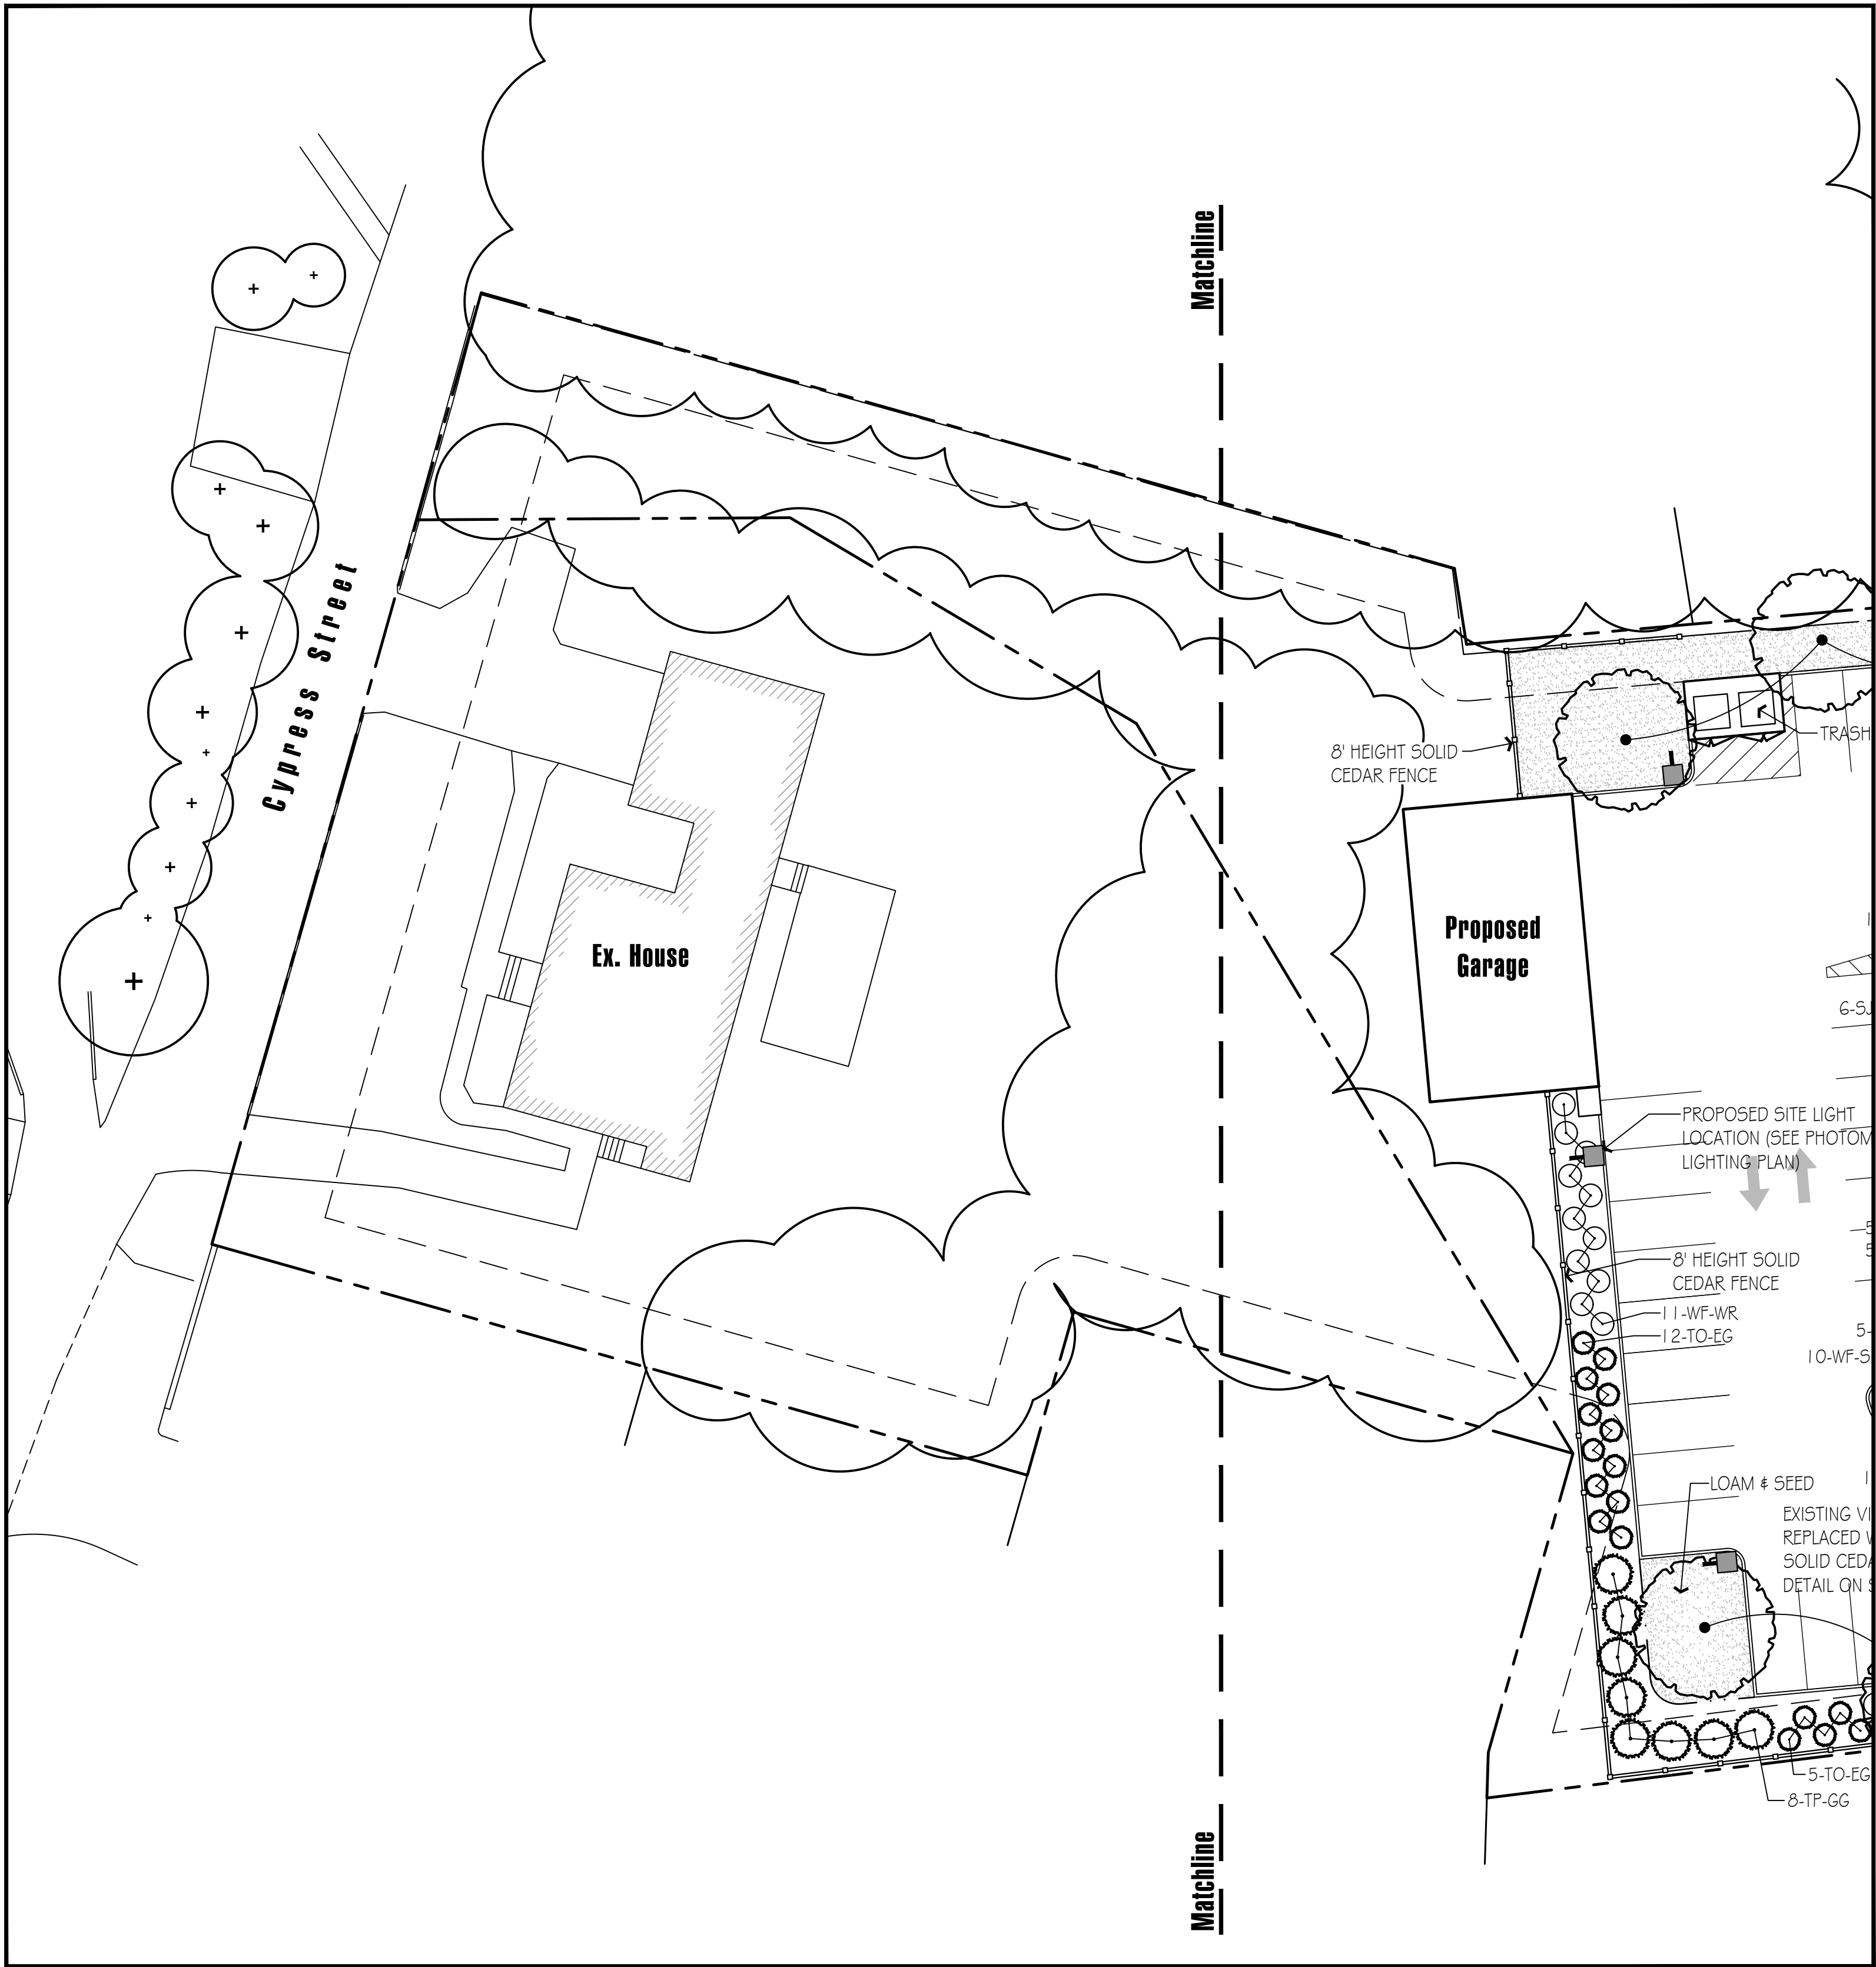 Matchline
Cypress Street
8' HEIGHT SOLID
CEDAR FENCE
TRASH
Ex. House
Proposed
Garage
6-SJ
PROPOSED SITE LIGHT
LOCATION (SEE PHOTOM
LIGHTING PLAN)
8' HEIGHT SOLID
CEDAR FENCE
11-WF-WR
12-TO-EG
5-
10-WF-S
LOAM & SEED
EXISTING VI
REPLACED
SOLID CEDA
DETAIL ON
5-TO-EG
8-TP-GG
Matchline